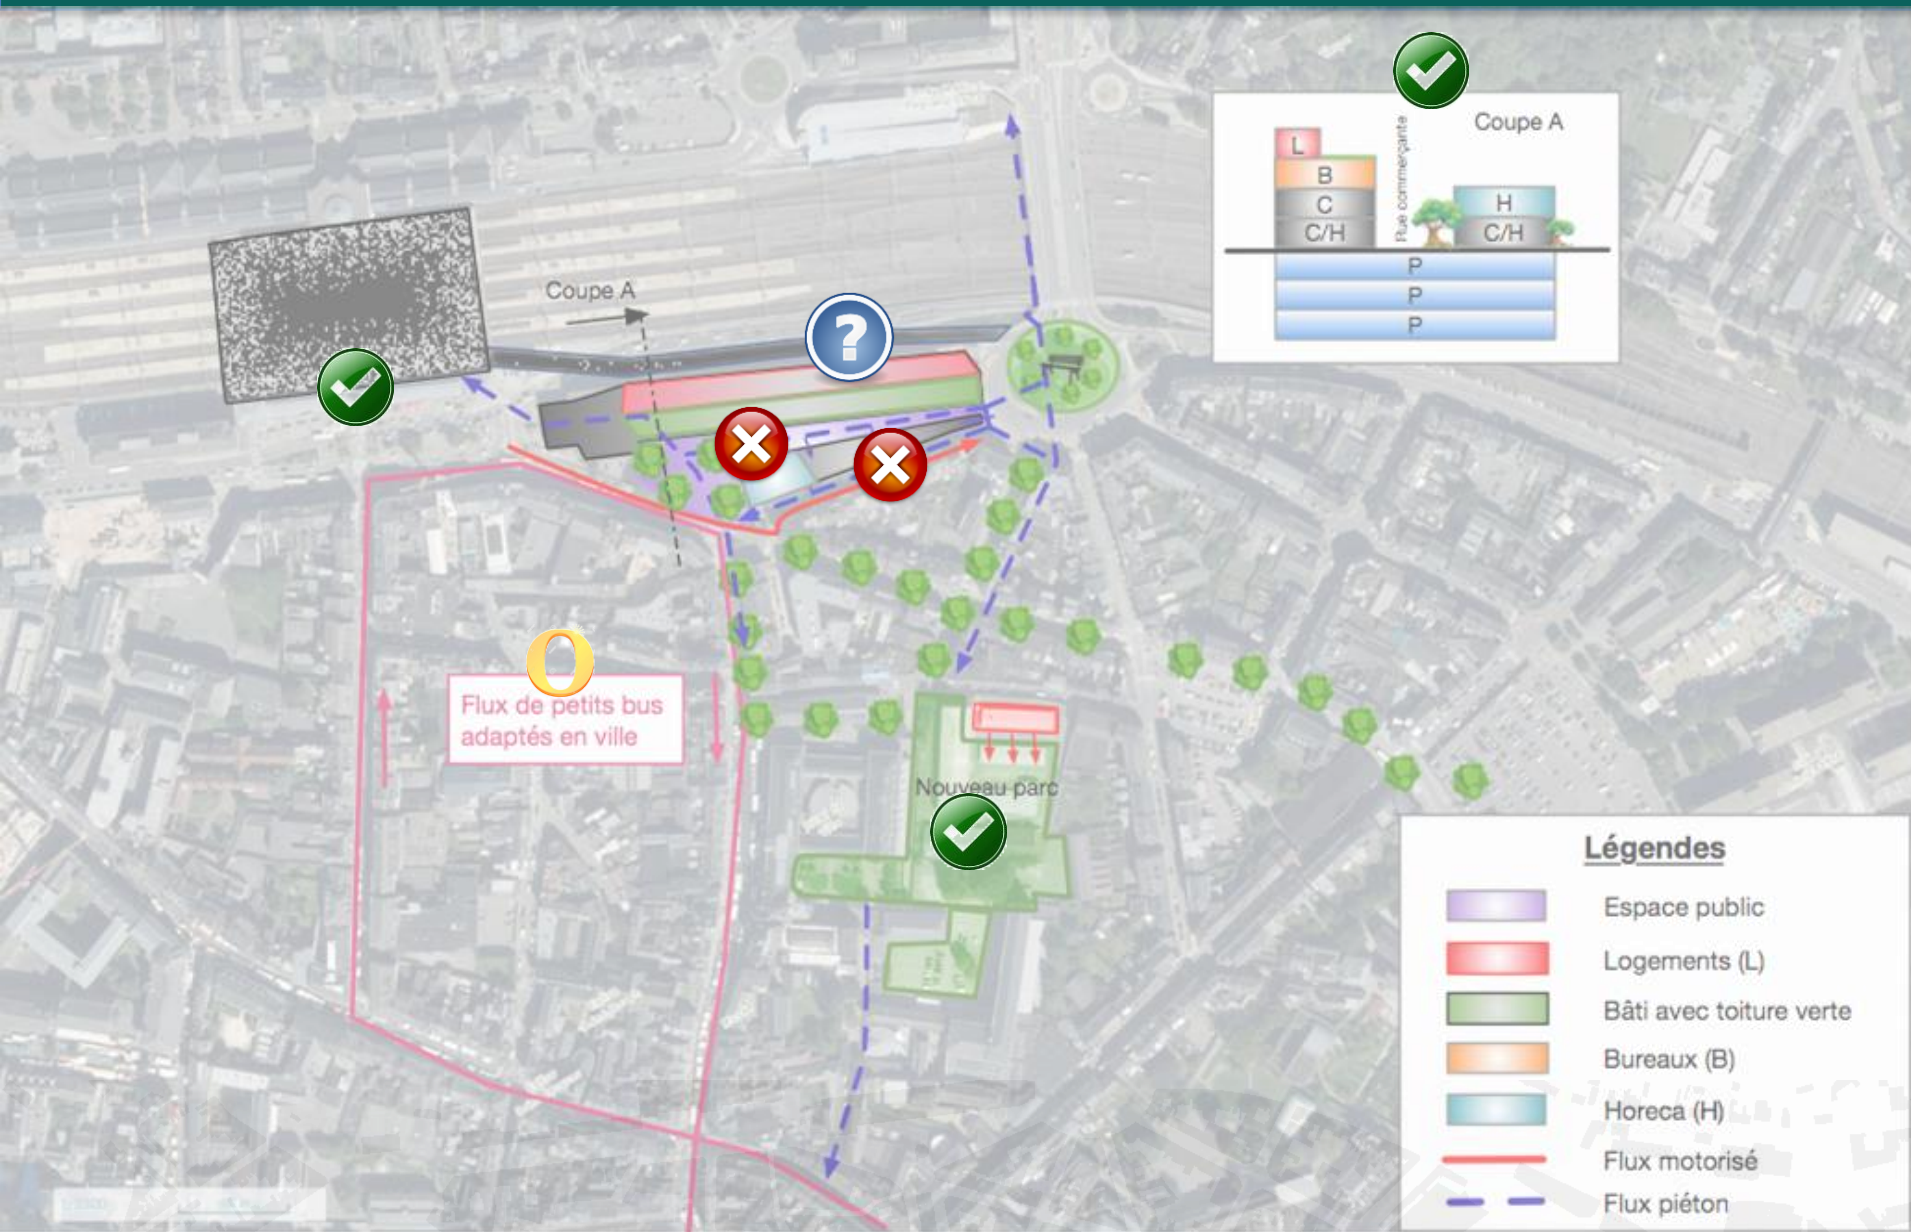 Coupe A
Rue commerçante
L
B
C
C/H
H
C/H
P
P
P
Coupe A
?
O
Flux de petits bus
adaptés en ville
Nouveau parc
Légendes
Espace public
Logements (L)
Bâti avec toiture verte
Bureaux (B)
Horeca (H)
Flux motorisé
Flux piéton